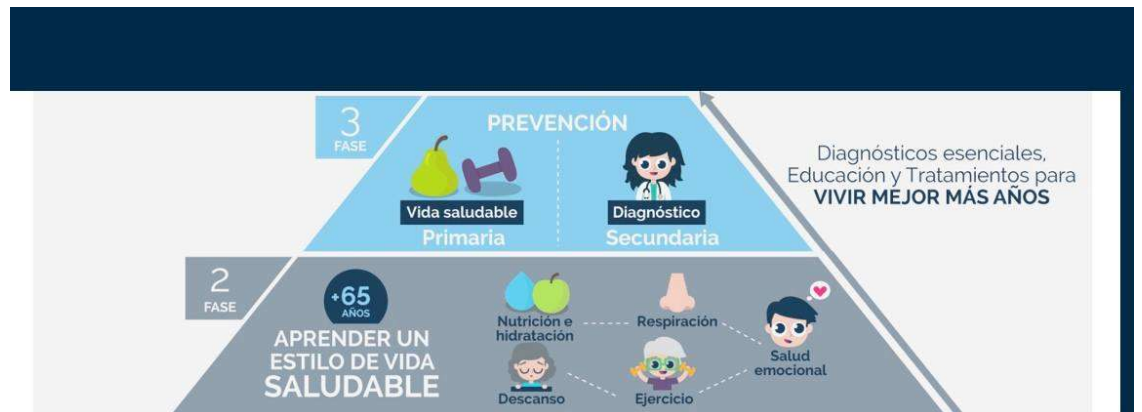 3
FASE
PREVENCIÓN
Vida saludable
Primaria
Diagnóstico
Secundaria
Diagnósticos esenciales,
Educación y Tratamientos para
VIVIR MEJOR MÁS AÑOS
2
FASE
+65
AÑOS
APRENDER UN
ESTILO DE VIDA
SALUDABLE
Nutrición e
hidratación
Respiración
Salud
emocional
Descanso
Ejercicio